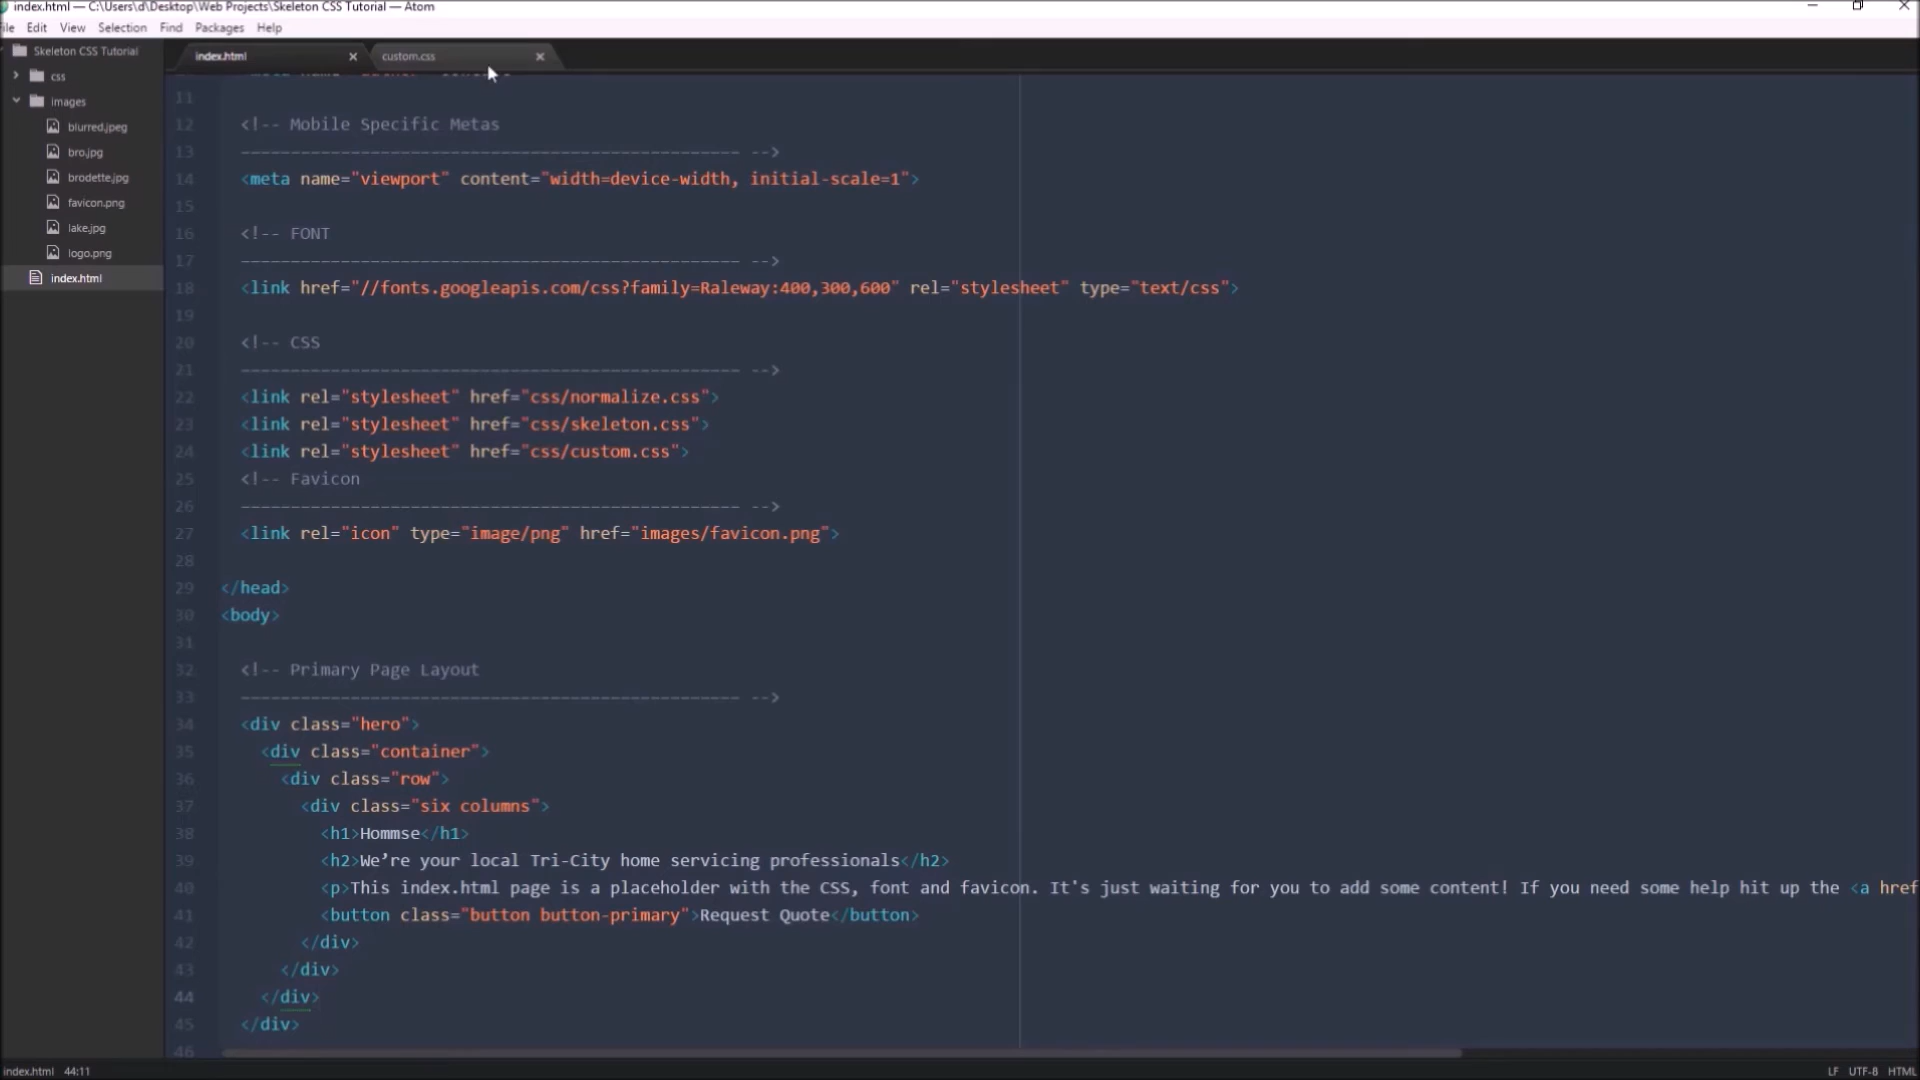 index.html — C:\Users\d\Desktop\Web Projects\Skeleton CSS Tutorial — Atom
File Edit View Selection Find Packages Help
Skeleton CSS Tutorial
css
images
blurred.jpeg
bro.jpg
brodette.jpg
favicon.png
lake.jpg
logo.png
index.html
index.html custom.css
11
12 <!-- Mobile Specific Metas
13 –––––––––––––––––––––––––––––––––––––––––––––––––– -->
14 <meta name="viewport" content="width=device-width, initial-scale=1">
15
16 <!-- FONT
17 –––––––––––––––––––––––––––––––––––––––––––––––––– -->
18 <link href="//fonts.googleapis.com/css?family=Raleway:400,300,600" rel="stylesheet" type="text/css">
19
20 <!-- CSS
21 –––––––––––––––––––––––––––––––––––––––––––––––––– -->
22 <link rel="stylesheet" href="css/normalize.css">
23 <link rel="stylesheet" href="css/skeleton.css">
24 <link rel="stylesheet" href="css/custom.css">
25 <!-- Favicon
26 –––––––––––––––––––––––––––––––––––––––––––––––––– -->
27 <link rel="icon" type="image/png" href="images/favicon.png">
28
29 </head>
30 <body>
31
32 <!-- Primary Page Layout
33 –––––––––––––––––––––––––––––––––––––––––––––––––– -->
34 <div class="hero">
35 <div class="container">
36 <div class="row">
37 <div class="six columns">
38 <h1>Hommse</h1>
39 <h2>We’re your local Tri-City home servicing professionals</h2>
40 <p>This index.html page is a placeholder with the CSS, font and favicon. It's just waiting for you to add some content! If you need some help hit up the <a href
41 <button class="button button-primary">Request Quote</button>
42 </div>
43 </div>
44 </div>
45 </div>
46
index.html 44:11 LF UTF-8 HTML